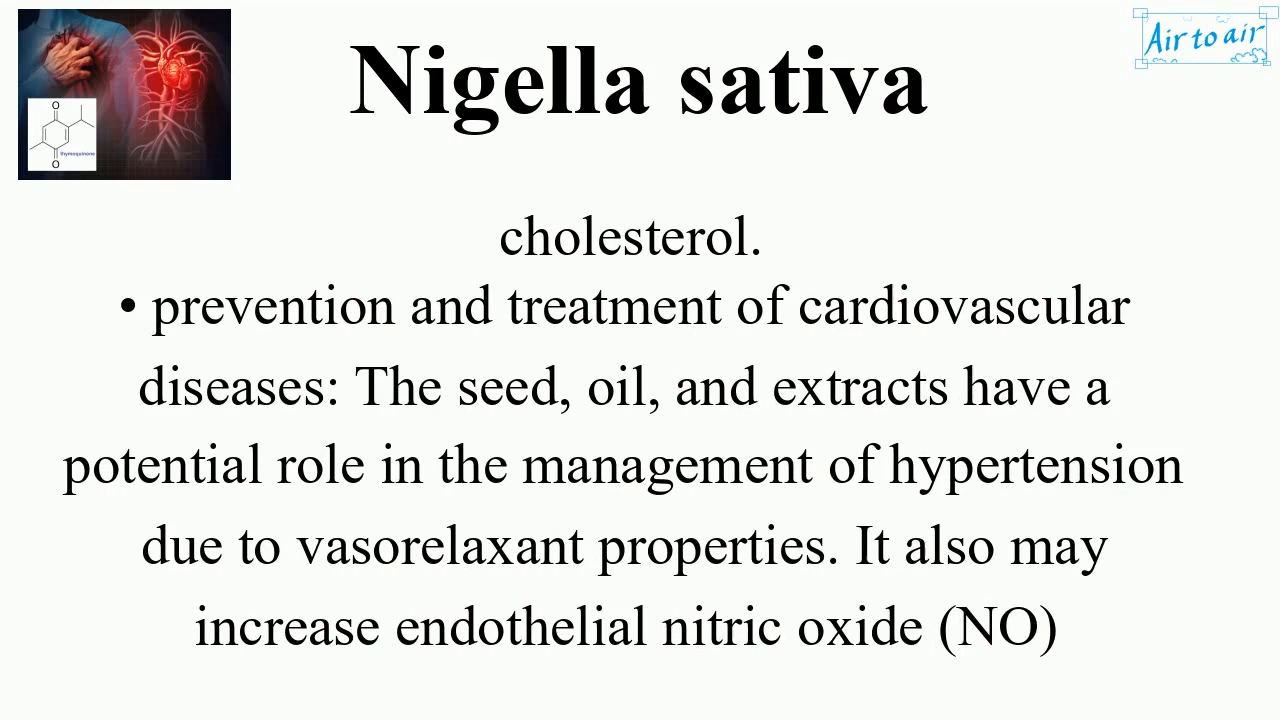 Air to air
Nigella sativa
O
thymoquinone
O
cholesterol.
• prevention and treatment of cardiovascular
diseases: The seed, oil, and extracts have a
potential role in the management of hypertension
due to vasorelaxant properties. It also may
increase endothelial nitric oxide (NO)